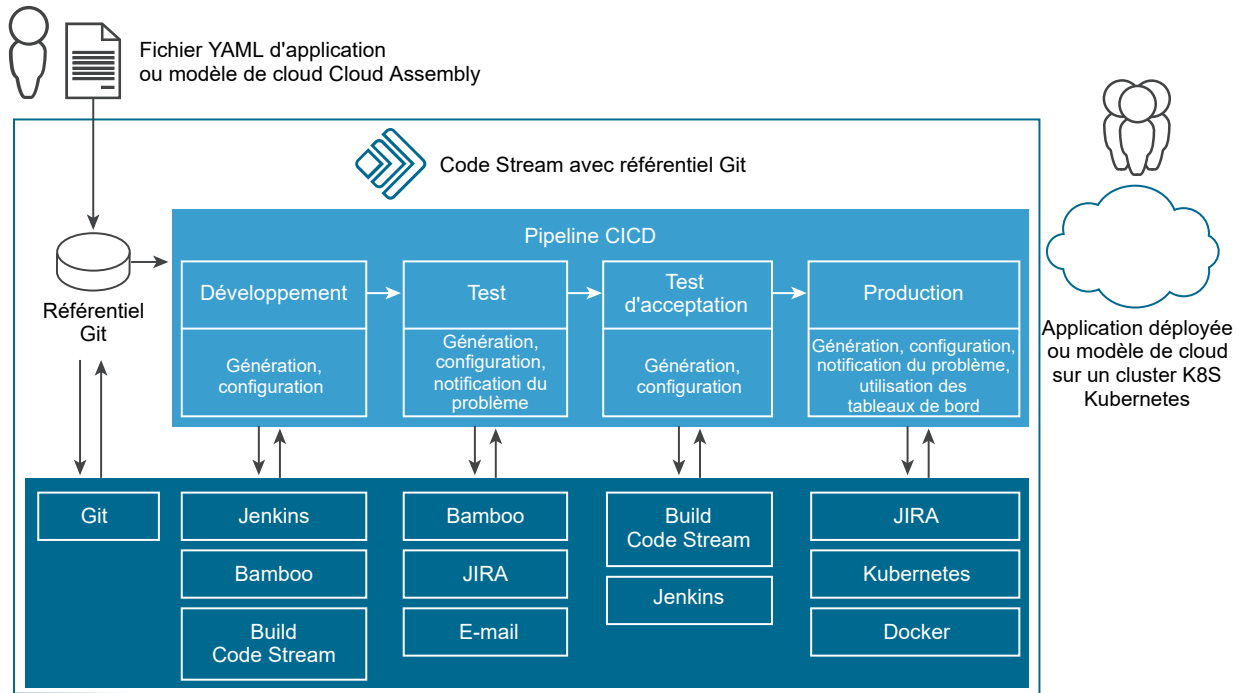 Fichier YAML d'application
ou modèle de cloud Cloud Assembly
Code Stream avec référentiel Git
Pipeline CICD
Référentiel
Git
Développement
Génération,
configuration
Test
Génération,
configuration,
notification du
problème
Test
d'acceptation
Génération,
configuration
Production
Génération, configuration,
notification du problème,
utilisation des
tableaux de bord
Application déployée
ou modèle de cloud
sur un cluster K8S
Kubernetes
Git
Jenkins
Bamboo
Build
Code Stream
Bamboo
JIRA
E-mail
Build
Code Stream
Jenkins
JIRA
Kubernetes
Docker